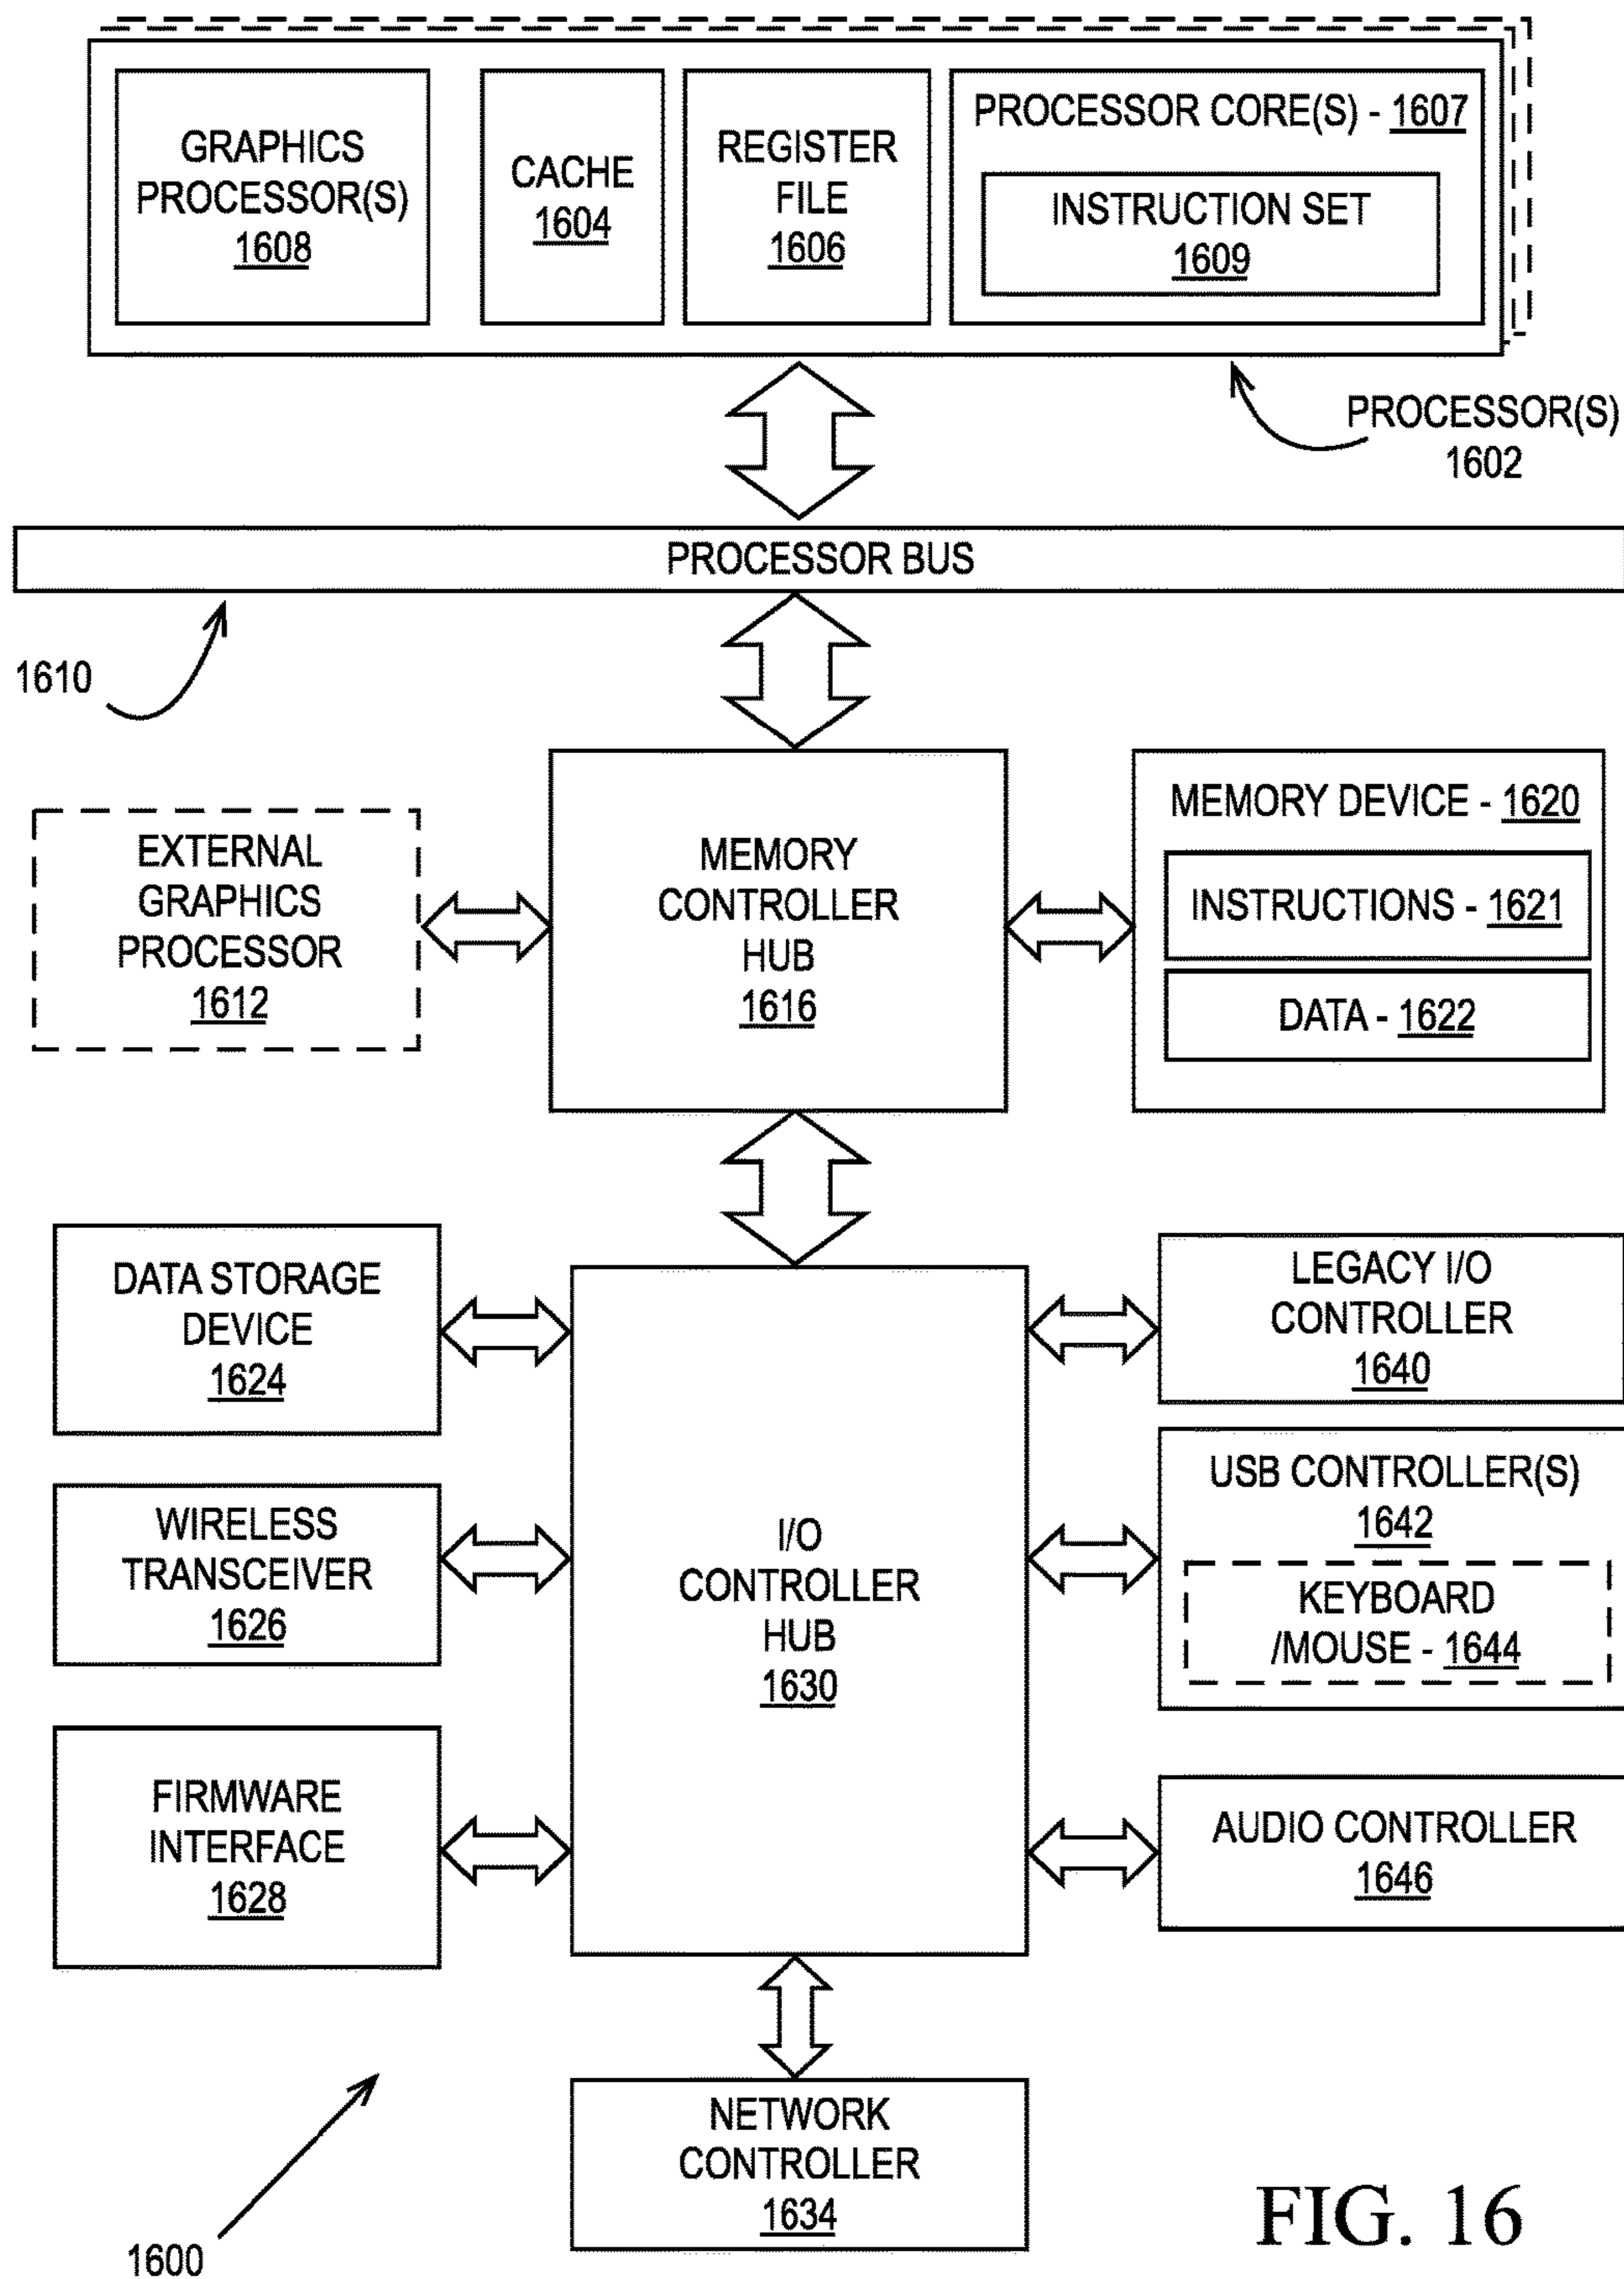 GRAPHICS
PROCESSOR(S)
1608
CACHE
1604
REGISTER
FILE
1606
PROCESSOR CORE(S) - 1607
INSTRUCTION SET
1609
PROCESSOR(S)
1602
PROCESSOR BUS
1610
EXTERNAL
GRAPHICS
PROCESSOR
1612
MEMORY
CONTROLLER
HUB
1616
MEMORY DEVICE - 1620
INSTRUCTIONS - 1621
DATA - 1622
DATA STORAGE
DEVICE
1624
WIRELESS
TRANSCEIVER
1626
FIRMWARE
INTERFACE
1628
I/O
CONTROLLER
HUB
1630
LEGACY I/O
CONTROLLER
1640
USB CONTROLLER(S)
1642
KEYBOARD
/MOUSE - 1644
AUDIO CONTROLLER
1646
NETWORK
CONTROLLER
1634
1600
FIG. 16